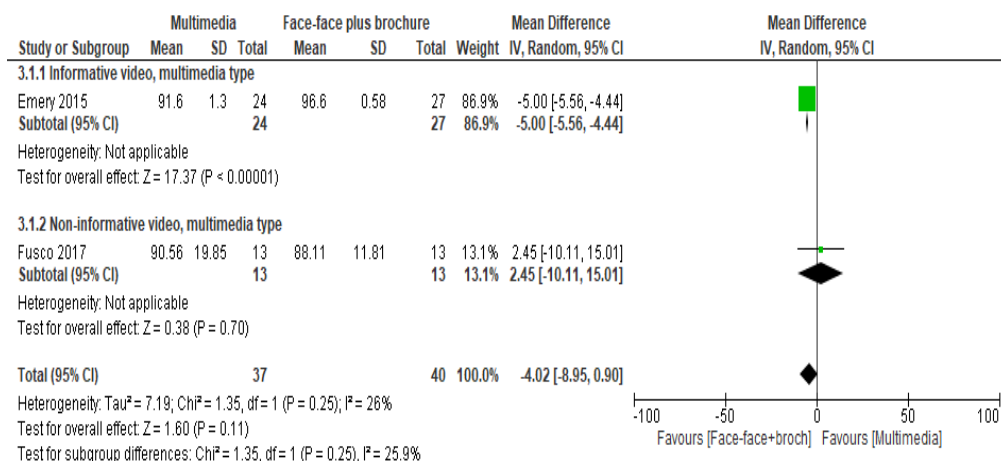 Multimedia Face-face plus brochure Mean Difference Mean Difference
Study or Subgroup Mean SD Total Mean SD Total Weight IV, Random, 95% CI IV, Random, 95% CI
3.1.1 Informative video, multimedia type
Emery 2015 91.6 1.3 24 96.6 0.58 27 86.9% -5.00 [-5.56, -4.44]
Subtotal (95% CI) 24 27 86.9% -5.00 [-5.56, -4.44]
Heterogeneity: Not applicable
Test for overall effect: Z = 17.37 (P < 0.00001)
3.1.2 Non-informative video, multimedia type
Fusco 2017 90.56 19.85 13 88.11 11.81 13 13.1% 2.45 [-10.11, 15.01]
Subtotal (95% CI) 13 13 13.1% 2.45 [-10.11, 15.01]
Heterogeneity: Not applicable
Test for overall effect: Z = 0.38 (P = 0.70)
Total (95% CI) 37 40 100.0% -4.02 [-8.95, 0.90]
Heterogeneity: Tau² = 7.19; Chi² = 1.35, df = 1 (P = 0.25); I² = 26%
Test for overall effect: Z = 1.60 (P = 0.11)
Test for subgroup differences: Chi² = 1.35, df = 1 (P = 0.25), I² = 25.9%
-100 -50 0 50 100
Favours [Face-face+broch] Favours [Multimedia]